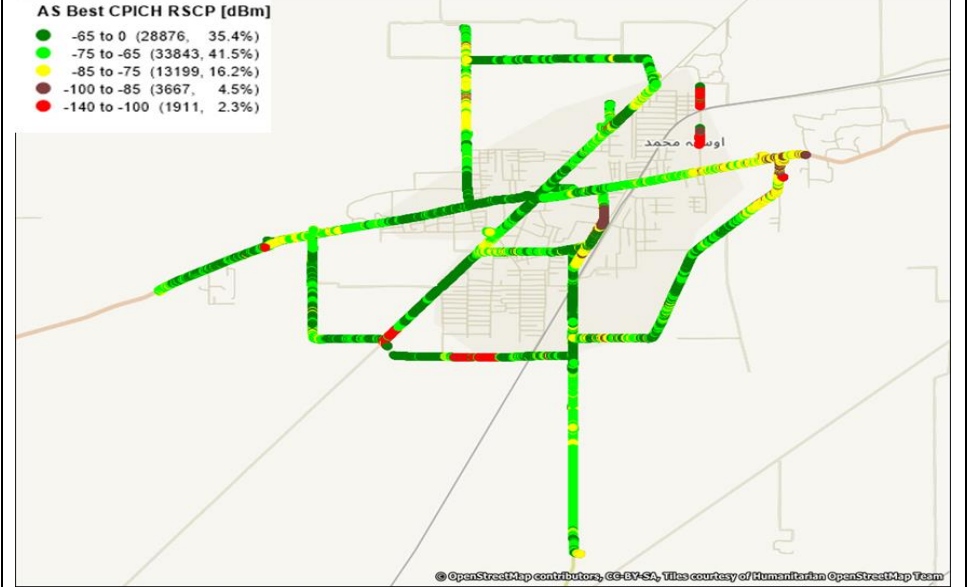 AS Best CPICH RSCP [dBm]
-65 to 0 (28876, 35.4%)
-75 to -65 (33843, 41.5%)
-85 to -75 (13199, 16.2%)
-100 to -85 (3667, 4.5%)
-140 to -100 (1911, 2.3%)
محمد
© OpenStreetMap contributors, CC-BY-SA, Tiles courtesy of Humanitarian OpenStreetMap Team